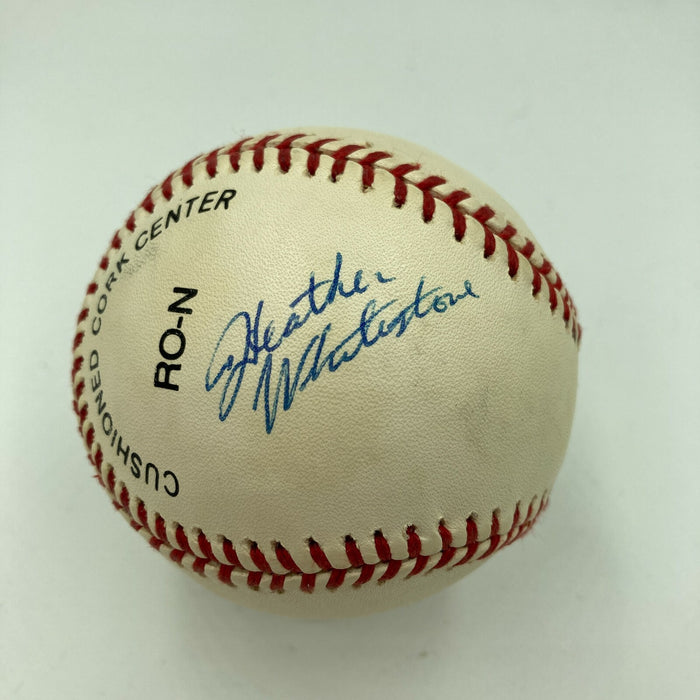 CUSHIONED CORK CENTER
RO-N
Heather
Whitestone